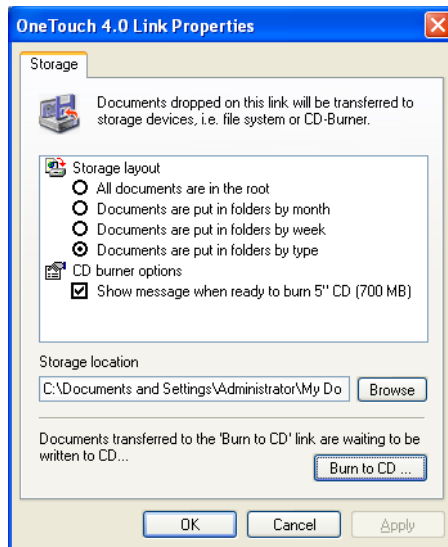 OneTouch 4.0 Link Properties
Storage
Documents dropped on this link will be transferred to
storage devices, i.e. file system or CD-Burner.
Storage layout
All documents are in the root
Documents are put in folders by month
Documents are put in folders by week
Documents are put in folders by type
CD burner options
Show message when ready to burn 5" CD (700 MB)
Storage location
C:\Documents and Settings\Administrator\My Do
Browse
Documents transferred to the 'Burn to CD' link are waiting to be
written to CD...
Burn to CD ...
OK
Cancel
Apply